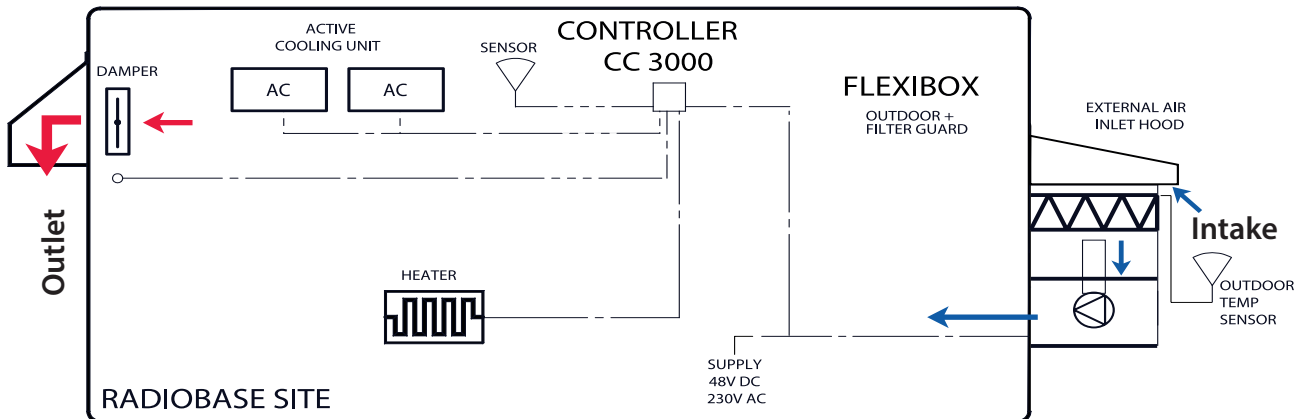 ACTIVE
COOLING UNIT
DAMPER
AC
AC
SENSOR
CONTROLLER
CC 3000
FLEXIBOX
OUTDOOR +
FILTER GUARD
EXTERNAL AIR
INLET HOOD
Outlet
Intake
HEATER
OUTDOOR
TEMP
SENSOR
SUPPLY
48V DC
230V AC
RADIOBASE SITE